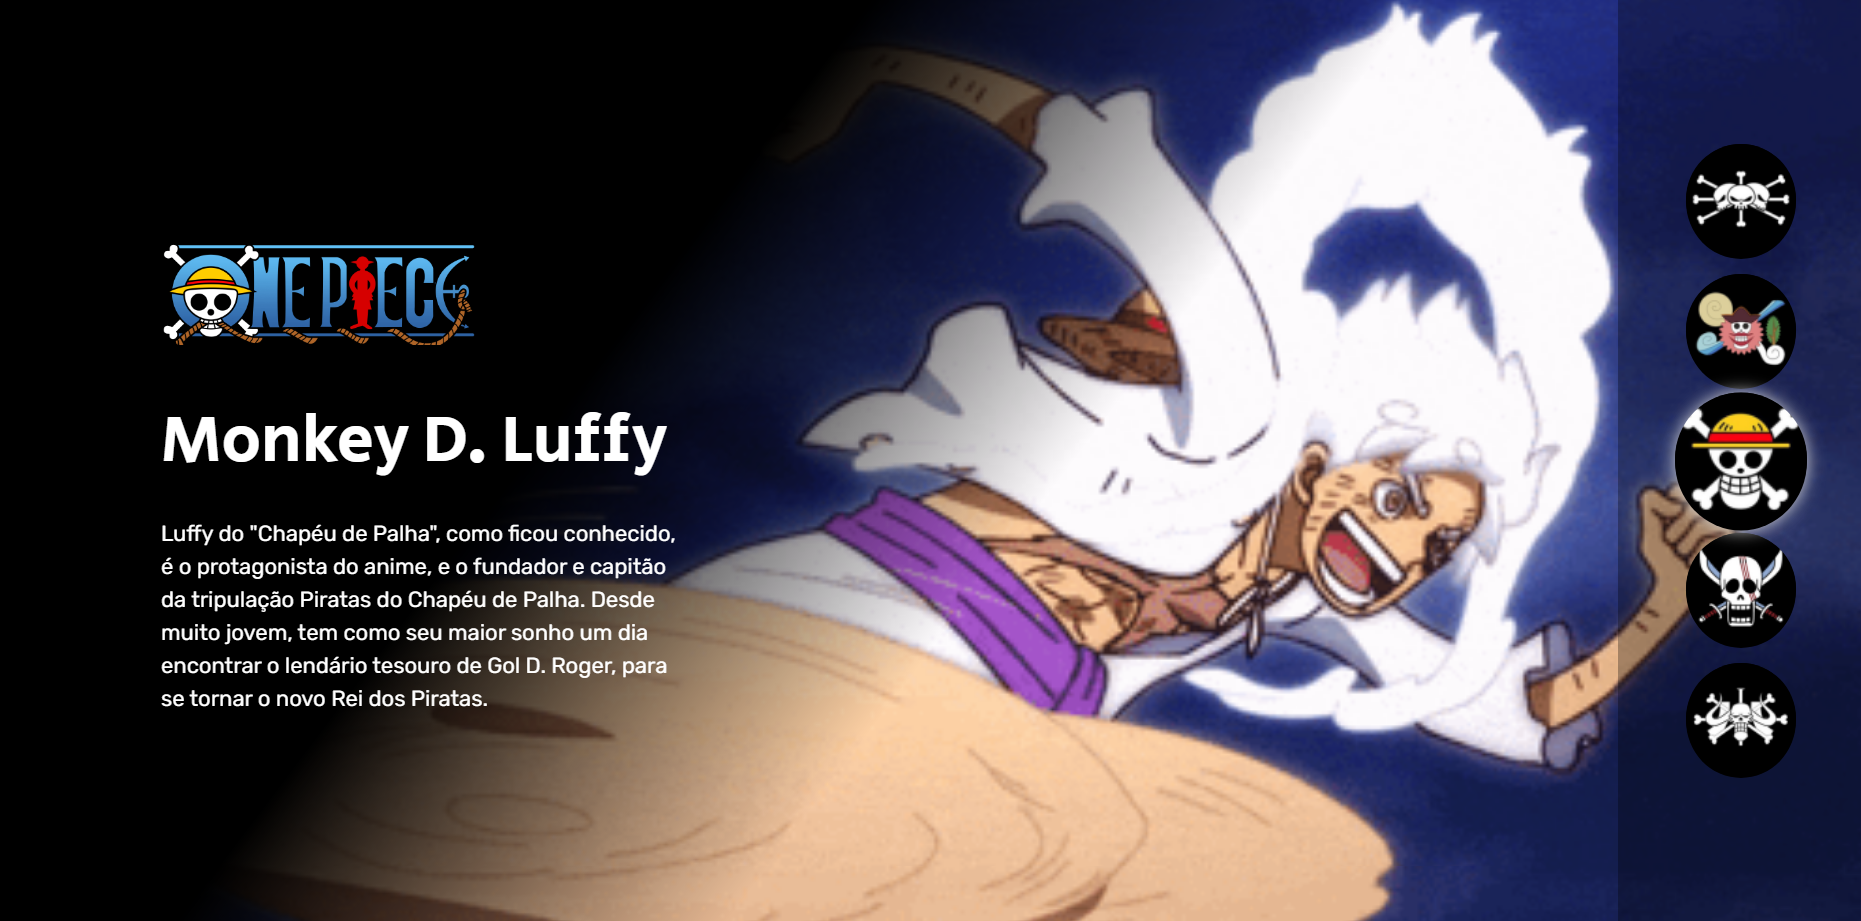 ONE PIECE
Monkey D. Luffy
Luffy do "Chapéu de Palha", como ficou conhecido,
é o protagonista do anime, e o fundador e capitão
da tripulação Piratas do Chapéu de Palha. Desde
muito jovem, tem como seu maior sonho um dia
encontrar o lendário tesouro de Gol D. Roger, para
se tornar o novo Rei dos Piratas.